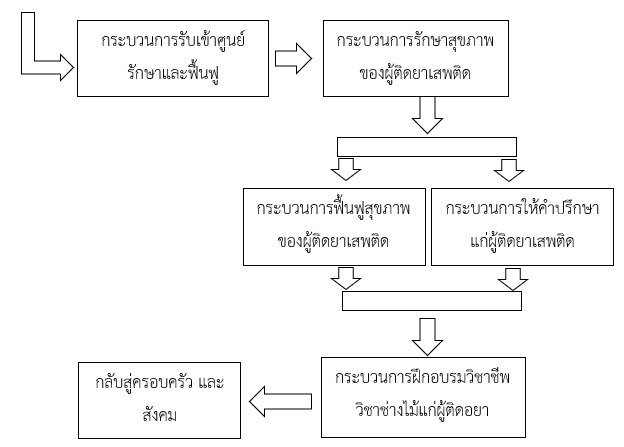 กระบวนการรับเข้าศูนย์
รักษาและฟื้นฟู
กระบวนการรักษาสุขภาพ
ของผู้ติดยาเสพติด
กระบวนการฟื้นฟูสุขภาพ
ของผู้ติดยาเสพติด
กระบวนการให้คำปรึกษา
แก่ผู้ติดยาเสพติด
กระบวนการฝึกอบรมวิชาชีพ
วิชาช่างไม้แก่ผู้ติดอยา
กลับสู่ครอบครัว และ
สังคม